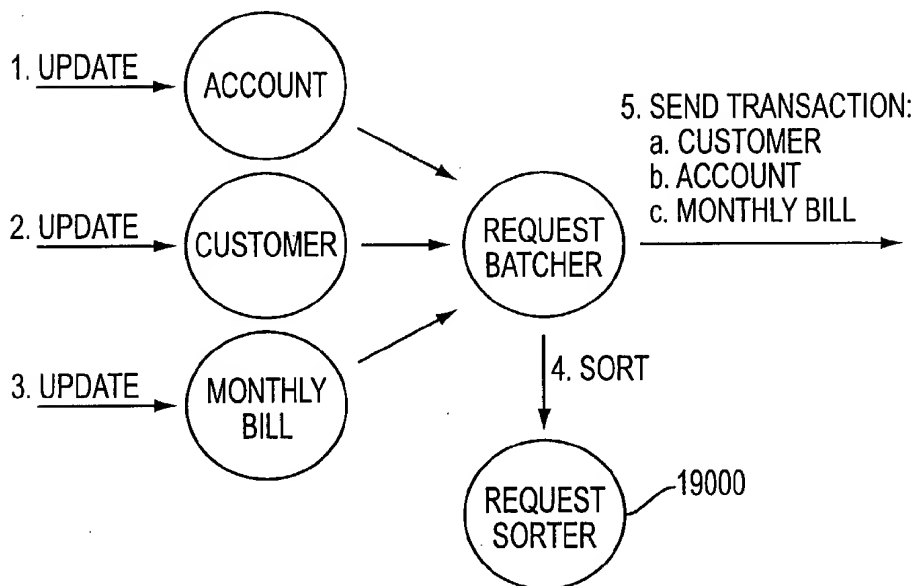 1. UPDATE
ACCOUNT
5. SEND TRANSACTION:
a. CUSTOMER
b. ACCOUNT
c. MONTHLY BILL
2. UPDATE
CUSTOMER
REQUEST
BATCHER
3. UPDATE
MONTHLY
BILL
4. SORT
REQUEST
SORTER
19000